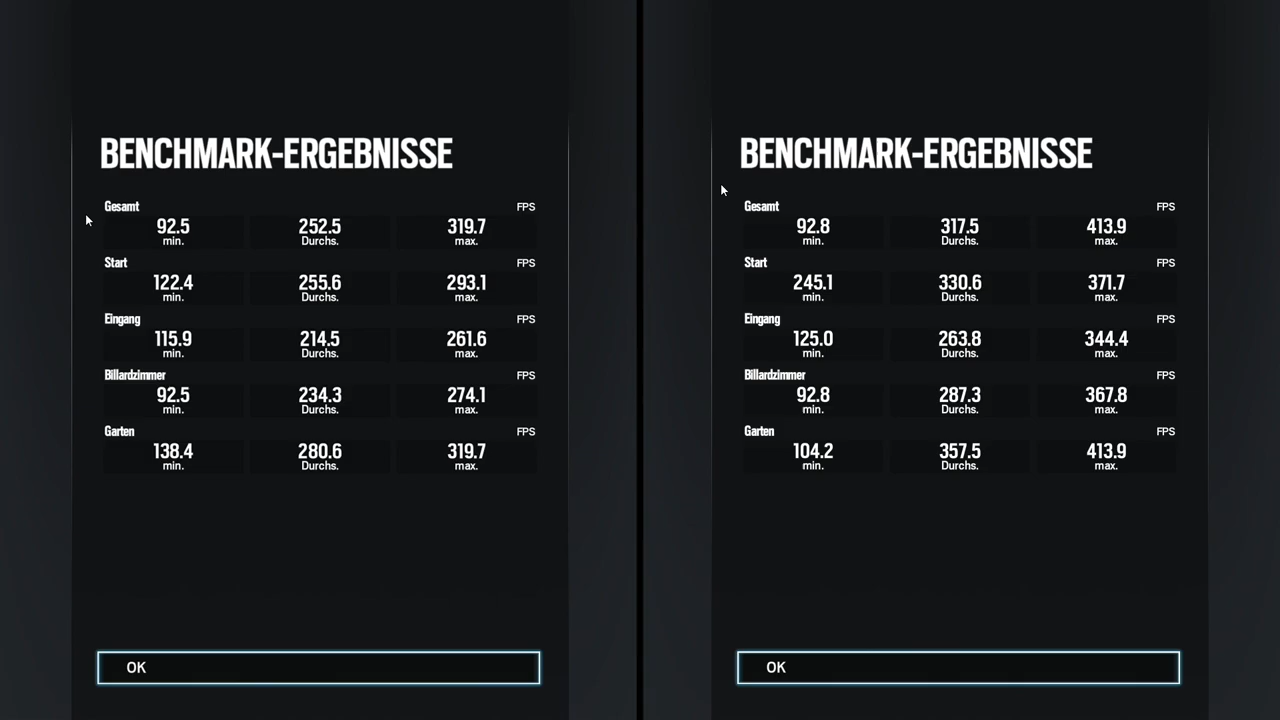 BENCHMARK-ERGEBNISSE
Gesamt FPS
92.5 252.5 319.7
min. Durchs. max.
Start FPS
122.4 255.6 293.1
min. Durchs. max.
Eingang FPS
115.9 214.5 261.6
min. Durchs. max.
Billardzimmer FPS
92.5 234.3 274.1
min. Durchs. max.
Garten FPS
138.4 280.6 319.7
min. Durchs. max.
OK
BENCHMARK-ERGEBNISSE
Gesamt FPS
92.8 317.5 413.9
min. Durchs. max.
Start FPS
245.1 330.6 371.7
min. Durchs. max.
Eingang FPS
125.0 263.8 344.4
min. Durchs. max.
Billardzimmer FPS
92.8 287.3 367.8
min. Durchs. max.
Garten FPS
104.2 357.5 413.9
min. Durchs. max.
OK